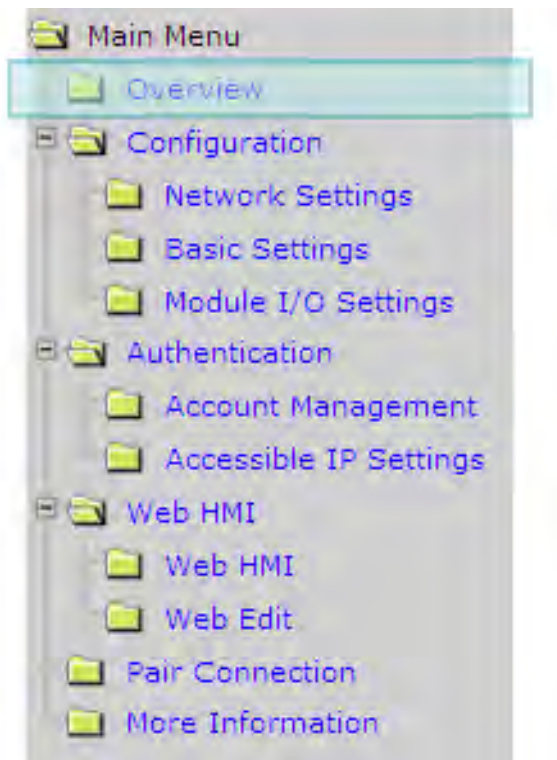 Main Menu
Overview
Configuration
Network Settings
Basic Settings
Module I/O Settings
Authentication
Account Management
Accessible IP Settings
Web HMI
Web HMI
Web Edit
Pair Connection
More Information